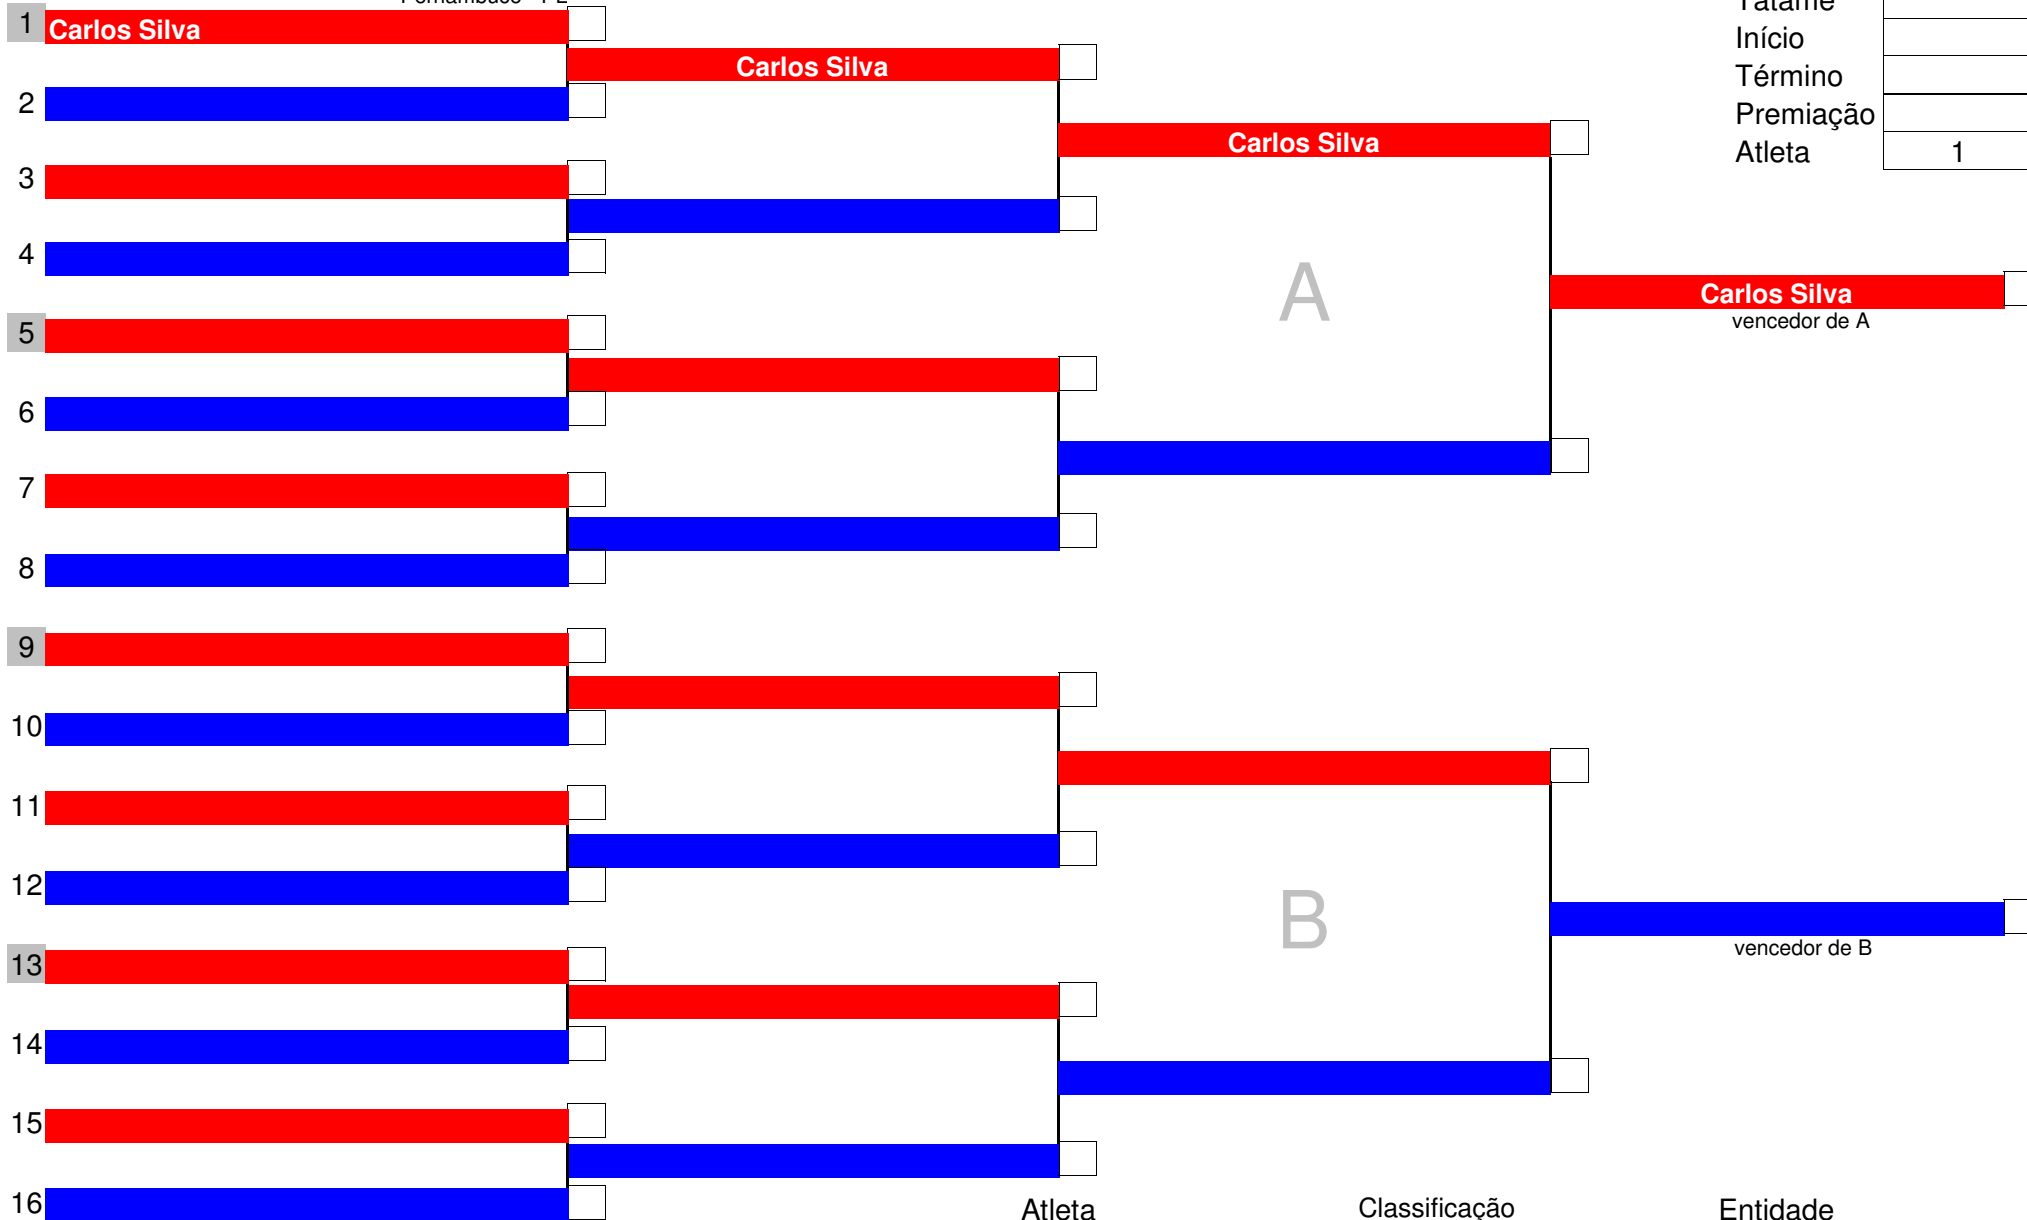 1 Carlos Silva
Carlos Silva
2
Carlos Silva
3
4
A
Carlos Silva
vencedor de A
5
6
7
8
9
10
11
12
B
vencedor de B
13
14
15
16
Tatame
Início
Término
Premiação
Atleta 1
Atleta Classificação Entidade